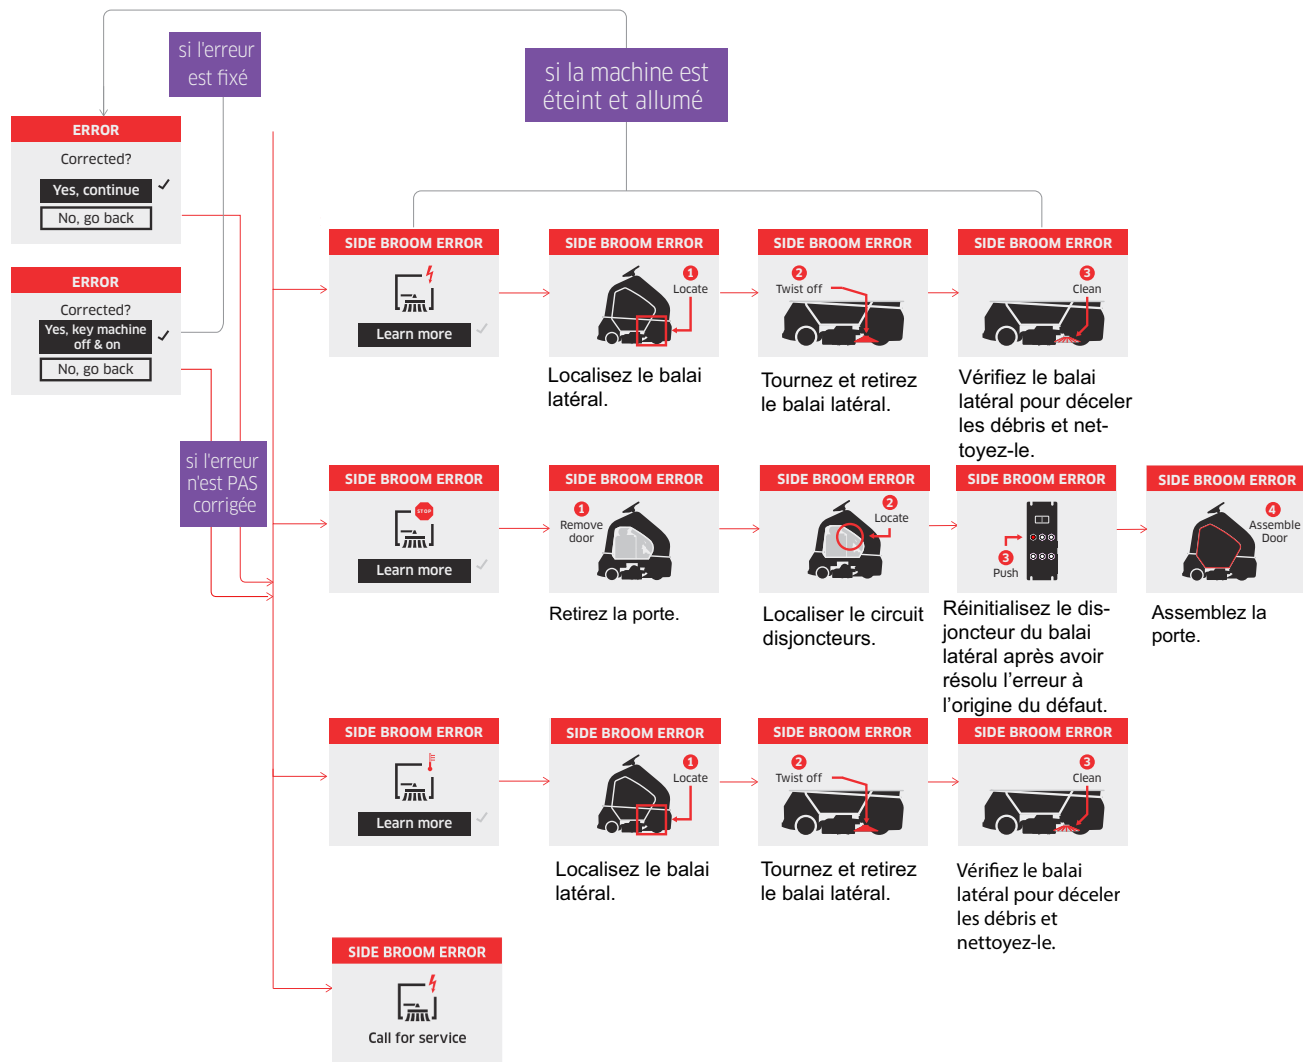 si l'erreur
est fixé
si la machine est
éteint et allumé
ERROR
Corrected?
Yes, continue
No, go back
ERROR
Corrected?
Yes, key machine
off & on
No, go back
si l'erreur
n'est PAS
corrigée
SIDE BROOM ERROR
Learn more
SIDE BROOM ERROR
1
Locate
Localisez le balai
latéral.
SIDE BROOM ERROR
2
Twist off
Tournez et retirez
le balai latéral.
SIDE BROOM ERROR
3
Clean
Vérifiez le balai
latéral pour déceler
les débris et net-
toyez-le.
SIDE BROOM ERROR
STOP
Learn more
SIDE BROOM ERROR
1
Remove
door
Retirez la porte.
SIDE BROOM ERROR
2
Locate
Localiser le circuit
disjoncteurs.
SIDE BROOM ERROR
3
Push
Réinitialisez le dis-
joncteur du balai
latéral après avoir
résolu l’erreur à
l’origine du défaut.
SIDE BROOM ERROR
4
Assemble
Door
Assemblez la
porte.
SIDE BROOM ERROR
Learn more
SIDE BROOM ERROR
1
Locate
Localisez le balai
latéral.
SIDE BROOM ERROR
2
Twist off
Tournez et retirez
le balai latéral.
SIDE BROOM ERROR
3
Clean
Vérifiez le balai
latéral pour déceler
les débris et
nettoyez-le.
SIDE BROOM ERROR
Call for service